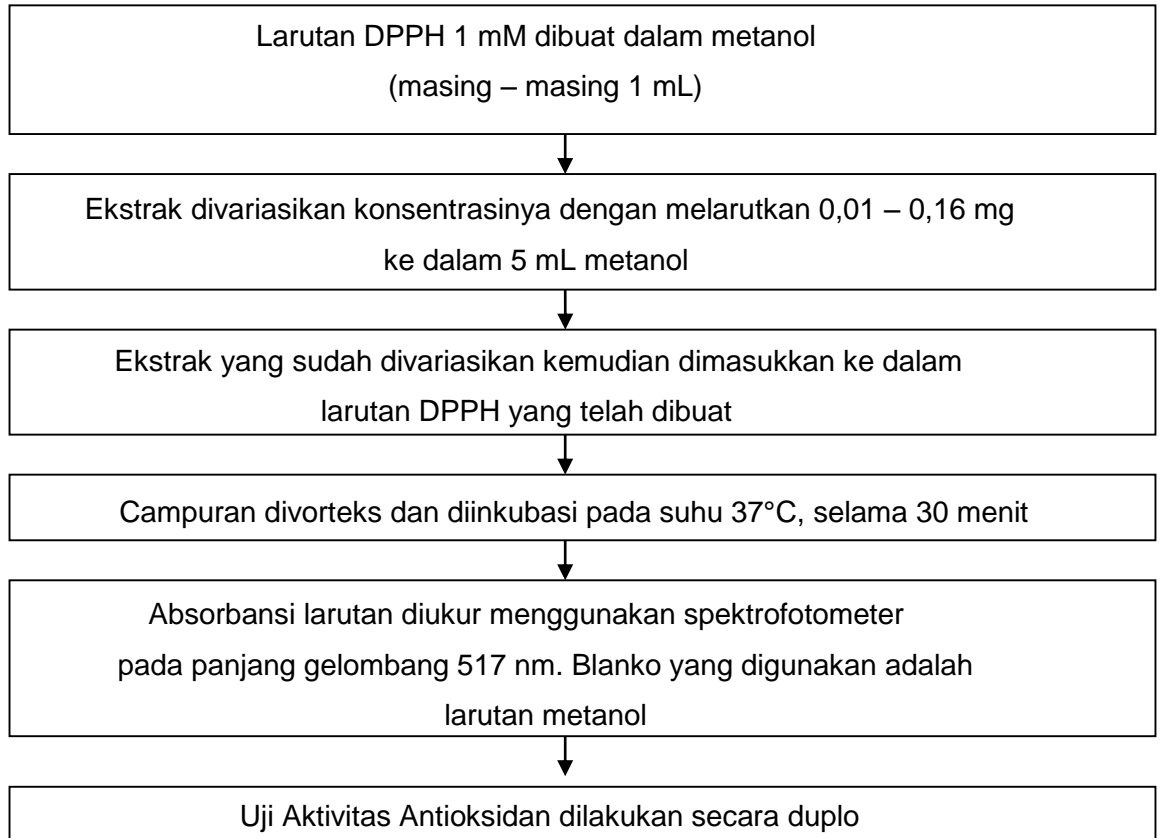 Larutan DPPH 1 mM dibuat dalam metanol
(masing – masing 1 mL)
Ekstrak divariasikan konsentrasinya dengan melarutkan 0,01 – 0,16 mg
ke dalam 5 mL metanol
Ekstrak yang sudah divariasikan kemudian dimasukkan ke dalam
larutan DPPH yang telah dibuat
Campuran divorteks dan diinkubasi pada suhu 37°C, selama 30 menit
Absorbansi larutan diukur menggunakan spektrofotometer
pada panjang gelombang 517 nm. Blanko yang digunakan adalah
larutan metanol
Uji Aktivitas Antioksidan dilakukan secara duplo